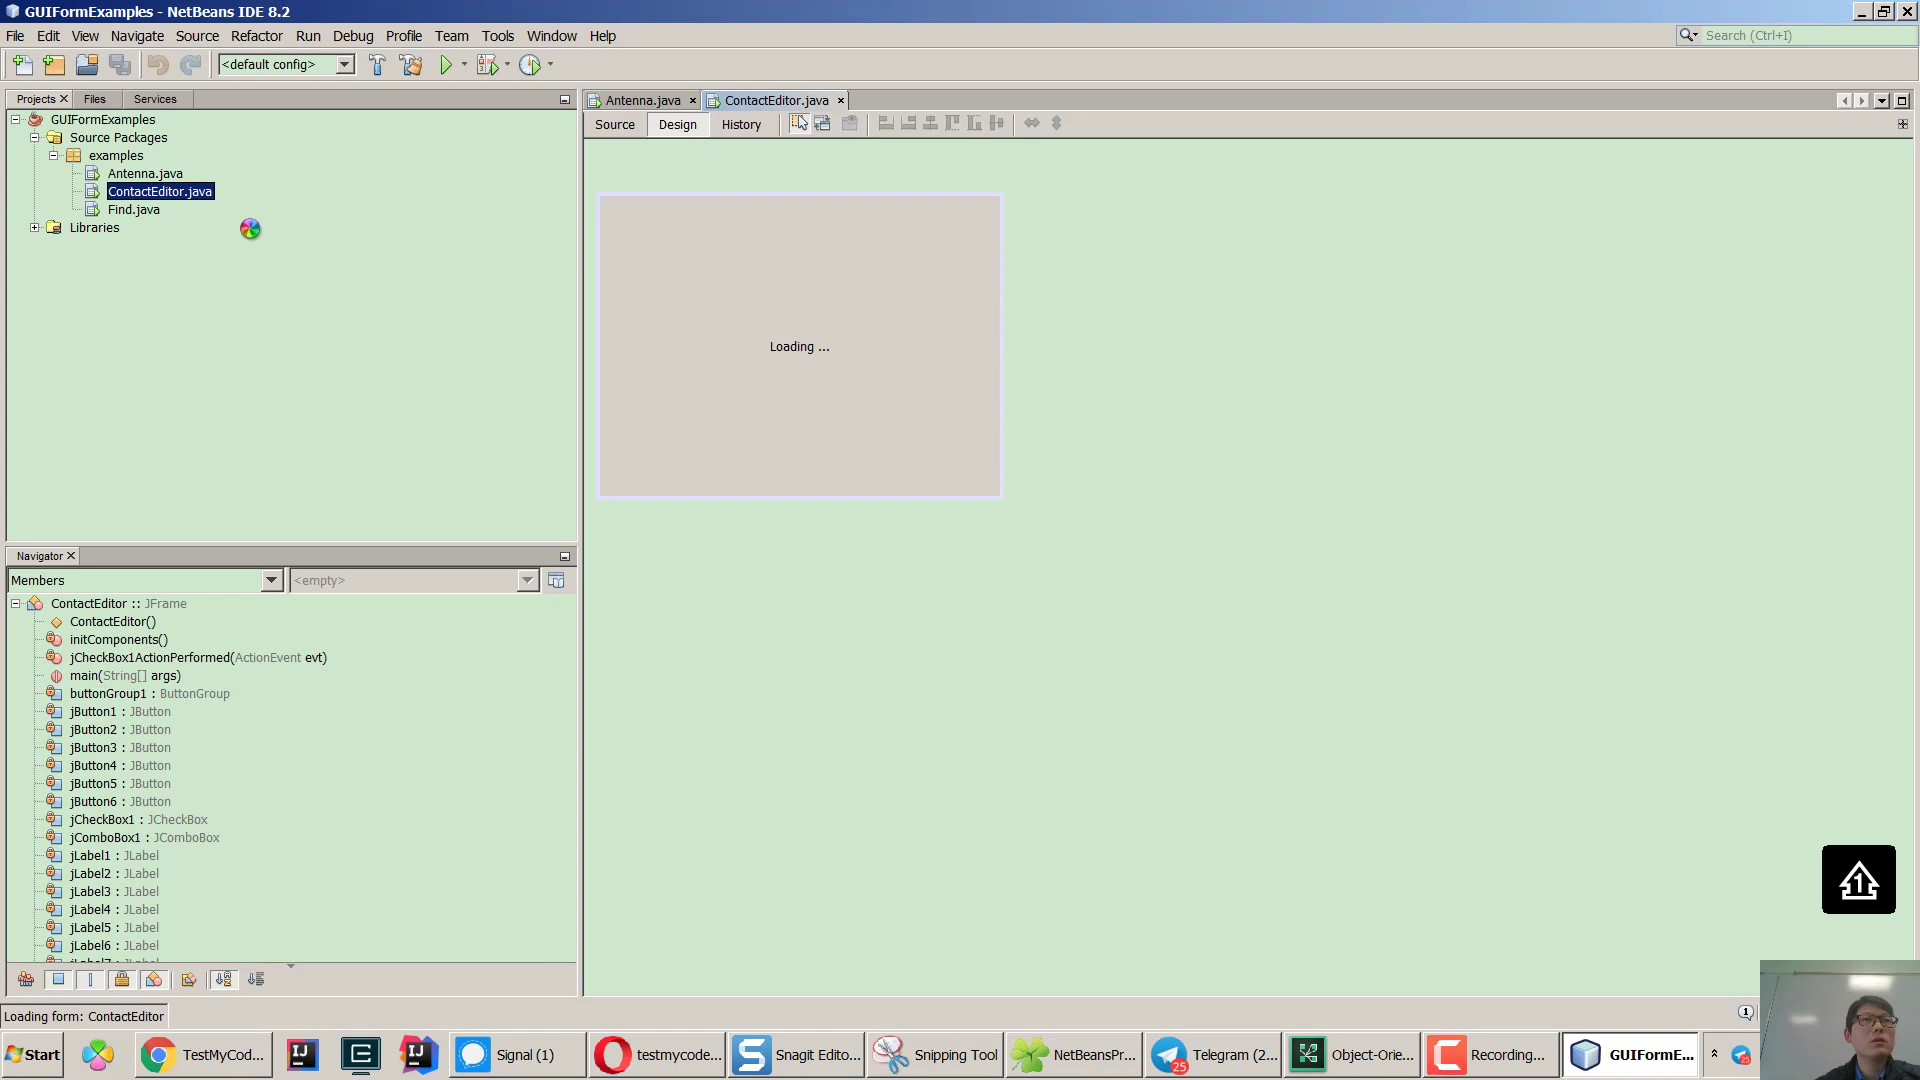 GUIFormExamples - NetBeans IDE 8.2
File Edit View Navigate Source Refactor Run Debug Profile Team Tools Window Help
Search (Ctrl+I)
<default config>
Projects Files Services
Antenna.java ContactEditor.java
Source Design History
GUIFormExamples
Source Packages
examples
Antenna.java
ContactEditor.java
Find.java
Libraries
Loading ...
Navigator
Members <empty>
ContactEditor :: JFrame
ContactEditor()
initComponents()
jCheckBox1ActionPerformed(ActionEvent evt)
main(String[] args)
buttonGroup1 : ButtonGroup
jButton1 : JButton
jButton2 : JButton
jButton3 : JButton
jButton4 : JButton
jButton5 : JButton
jButton6 : JButton
jCheckBox1 : JCheckBox
jComboBox1 : JComboBox
jLabel1 : JLabel
jLabel2 : JLabel
jLabel3 : JLabel
jLabel4 : JLabel
jLabel5 : JLabel
jLabel6 : JLabel
Loading form: ContactEditor
Start TestMyCod... Signal (1) testmycode... Snagit Edito... Snipping Tool NetBeansPr... Telegram (2... Object-Orie... Recording... GUIFormE...